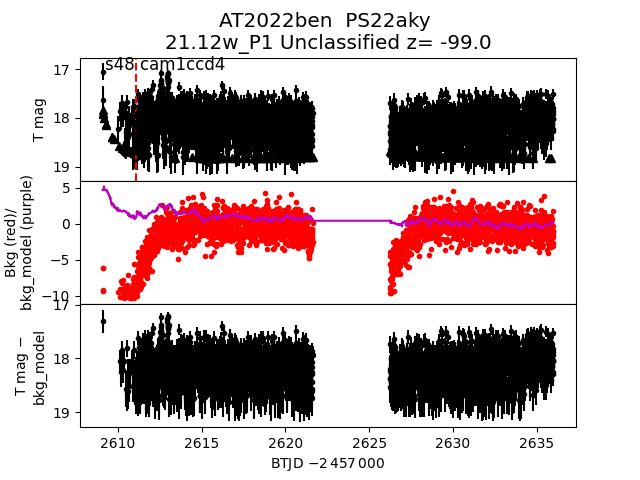 AT2022ben  PS22aky
21.12w_P1 Unclassified z= -99.0
s48 cam1ccd4
T mag
17
18
19
Bkg (red)/
bkg_model (purple)
5
0
−5
−10
T mag −
bkg_model
17
18
19
2610 2615 2620 2625 2630 2635
BTJD −2 457 000